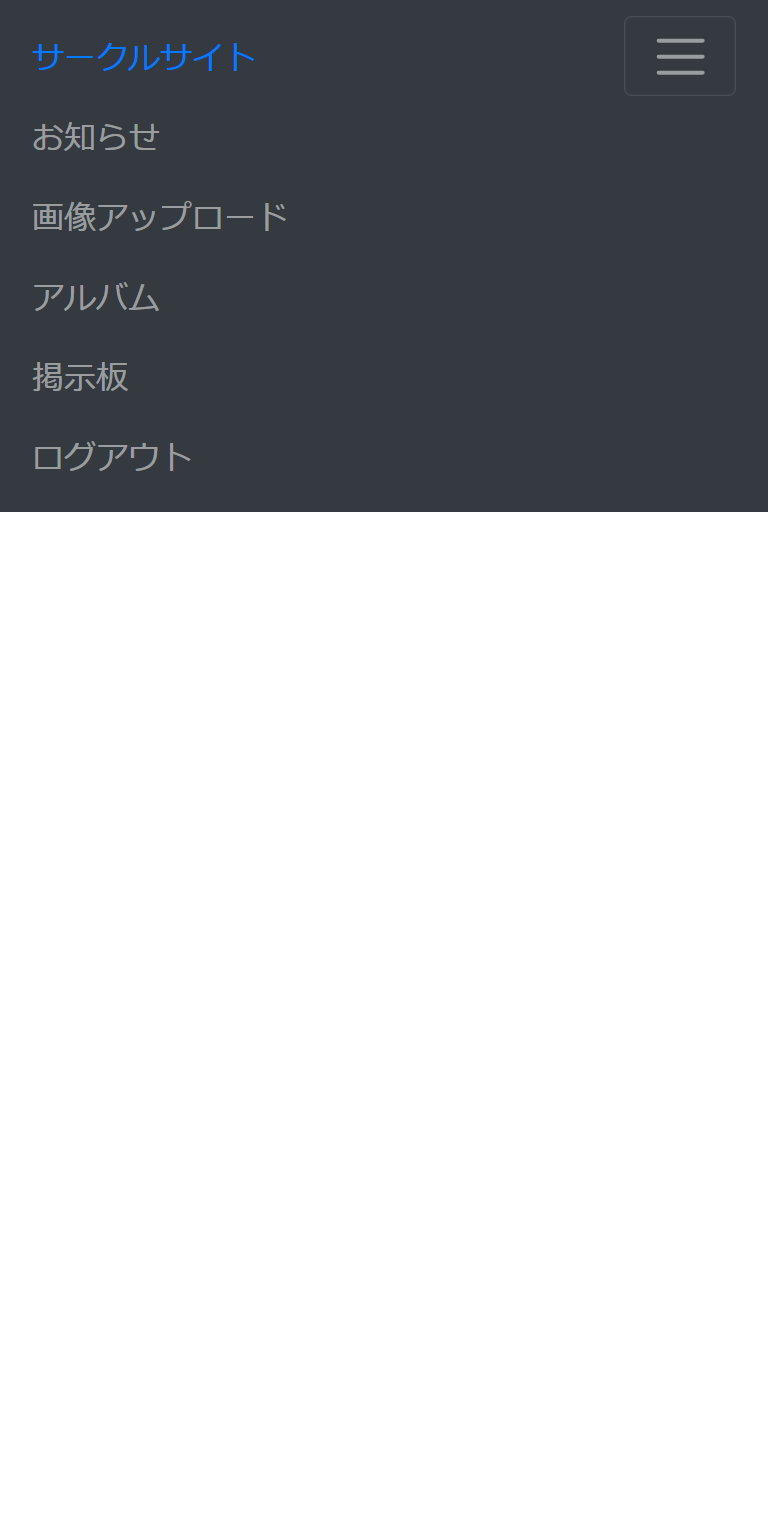 サークルサイト
お知らせ
画像アップロード
アルバム
掲示板
ログアウト